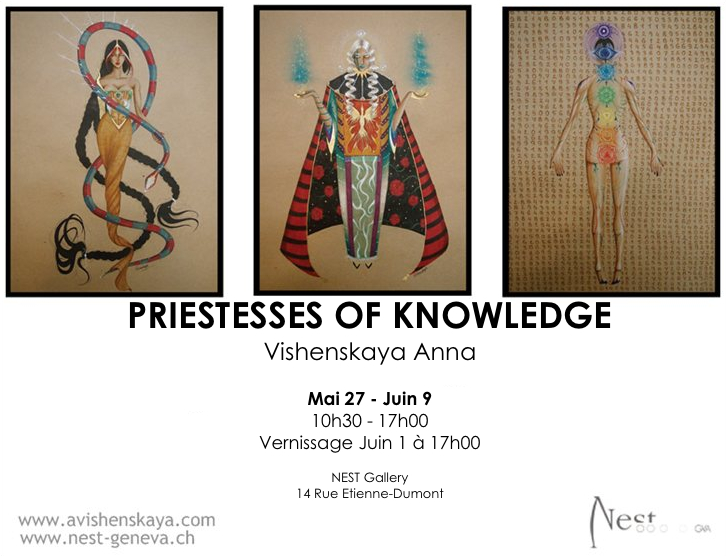 PRIESTESSES OF KNOWLEDGE
Vishenskaya Anna
Mai 27 - Juin 9
10h30 - 17h00
Vernissage Juin 1 à 17h00
NEST Gallery
14 Rue Etienne-Dumont
www.avishenskaya.com
www.nest-geneva.ch
Nest